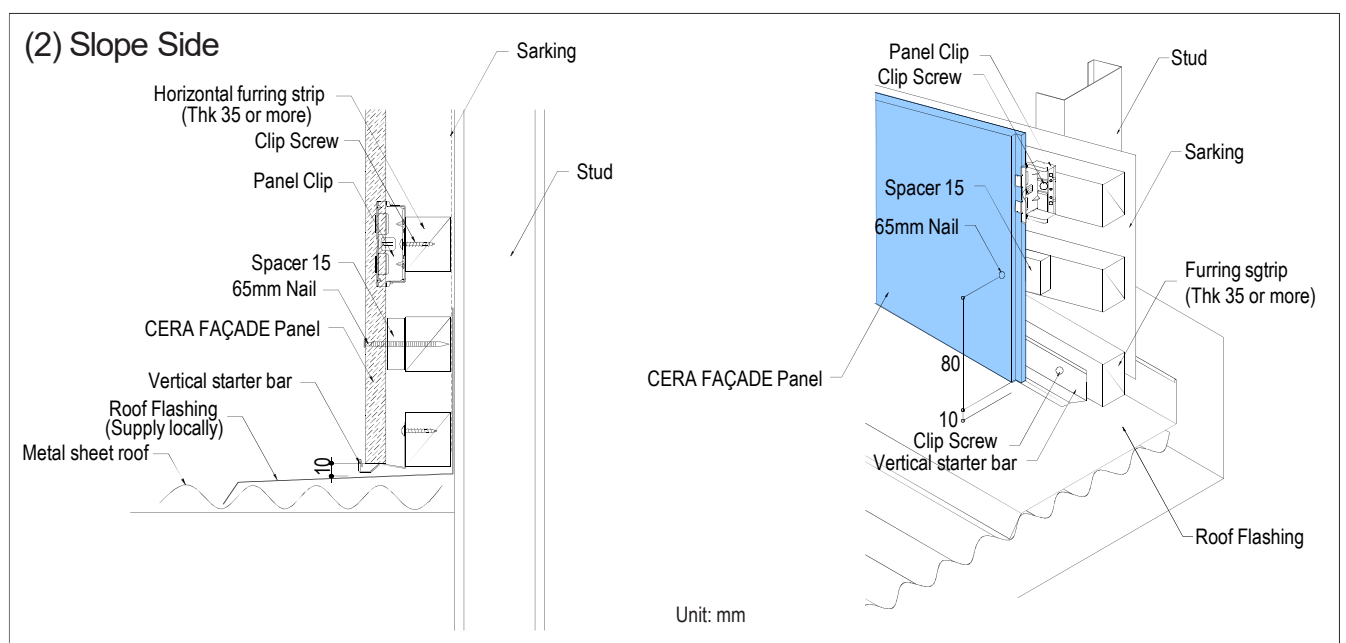 (2) Slope Side
Sarking
Horizontal furring strip
(Thk 35 or more)
Clip Screw
Panel Clip
Stud
Spacer 15
65mm Nail
CERA FAÇADE Panel
Vertical starter bar
Roof Flashing
(Supply locally)
Metal sheet roof
10
Panel Clip
Clip Screw
Stud
Sarking
Spacer 15
65mm Nail
Furring sgtrip
(Thk 35 or more)
80
CERA FAÇADE Panel
10
Clip Screw
Vertical starter bar
Roof Flashing
Unit: mm